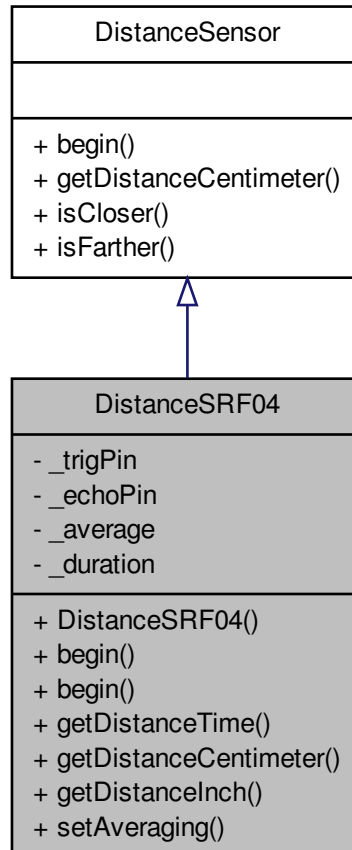 DistanceSensor
+ begin()
+ getDistanceCentimeter()
+ isCloser()
+ isFarther()
DistanceSRF04
- _trigPin
- _echoPin
- _average
- _duration
+ DistanceSRF04()
+ begin()
+ begin()
+ getDistanceTime()
+ getDistanceCentimeter()
+ getDistanceInch()
+ setAveraging()